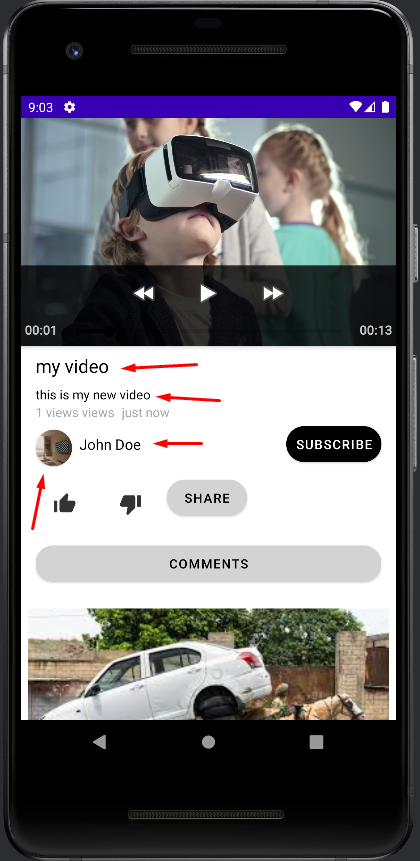 9:03
00:01 00:13
my video
this is my new video
1 views views just now
John Doe SUBSCRIBE
SHARE
COMMENTS